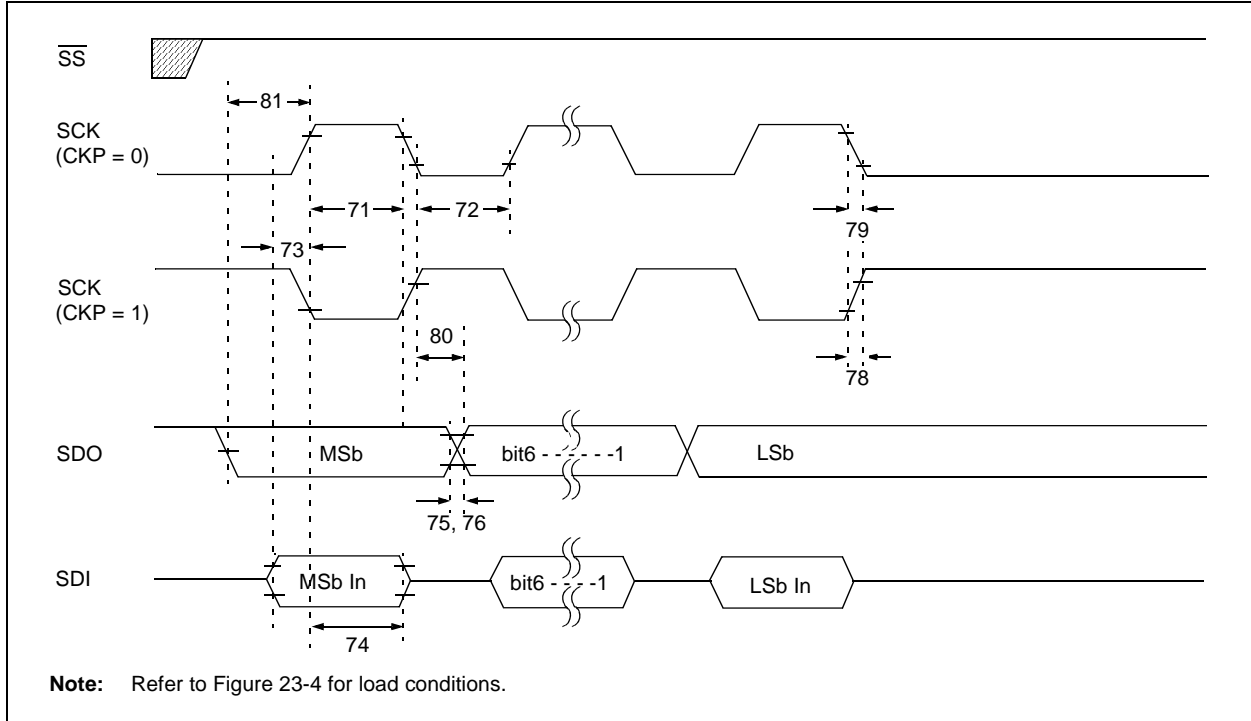 SS
81
SCK
(CKP = 0)
71
72
79
73
SCK
(CKP = 1)
80
78
SDO
MSb
bit6 - - - - - -1
LSb
75, 76
SDI
MSb In
bit6 - - - -1
LSb In
74
Note: Refer to Figure 23-4 for load conditions.